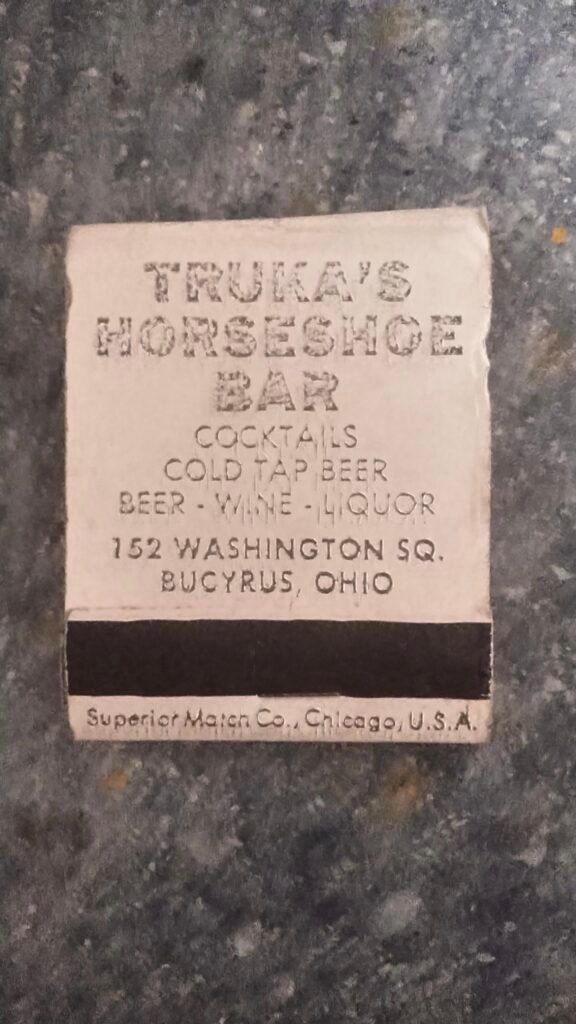 TRUKA'S
HORSESHOE
BAR
COCKTAILS
COLD TAP BEER
BEER - WINE - LIQUOR
152 WASHINGTON SQ.
BUCYRUS, OHIO
Superior Match Co., Chicago, U.S.A.